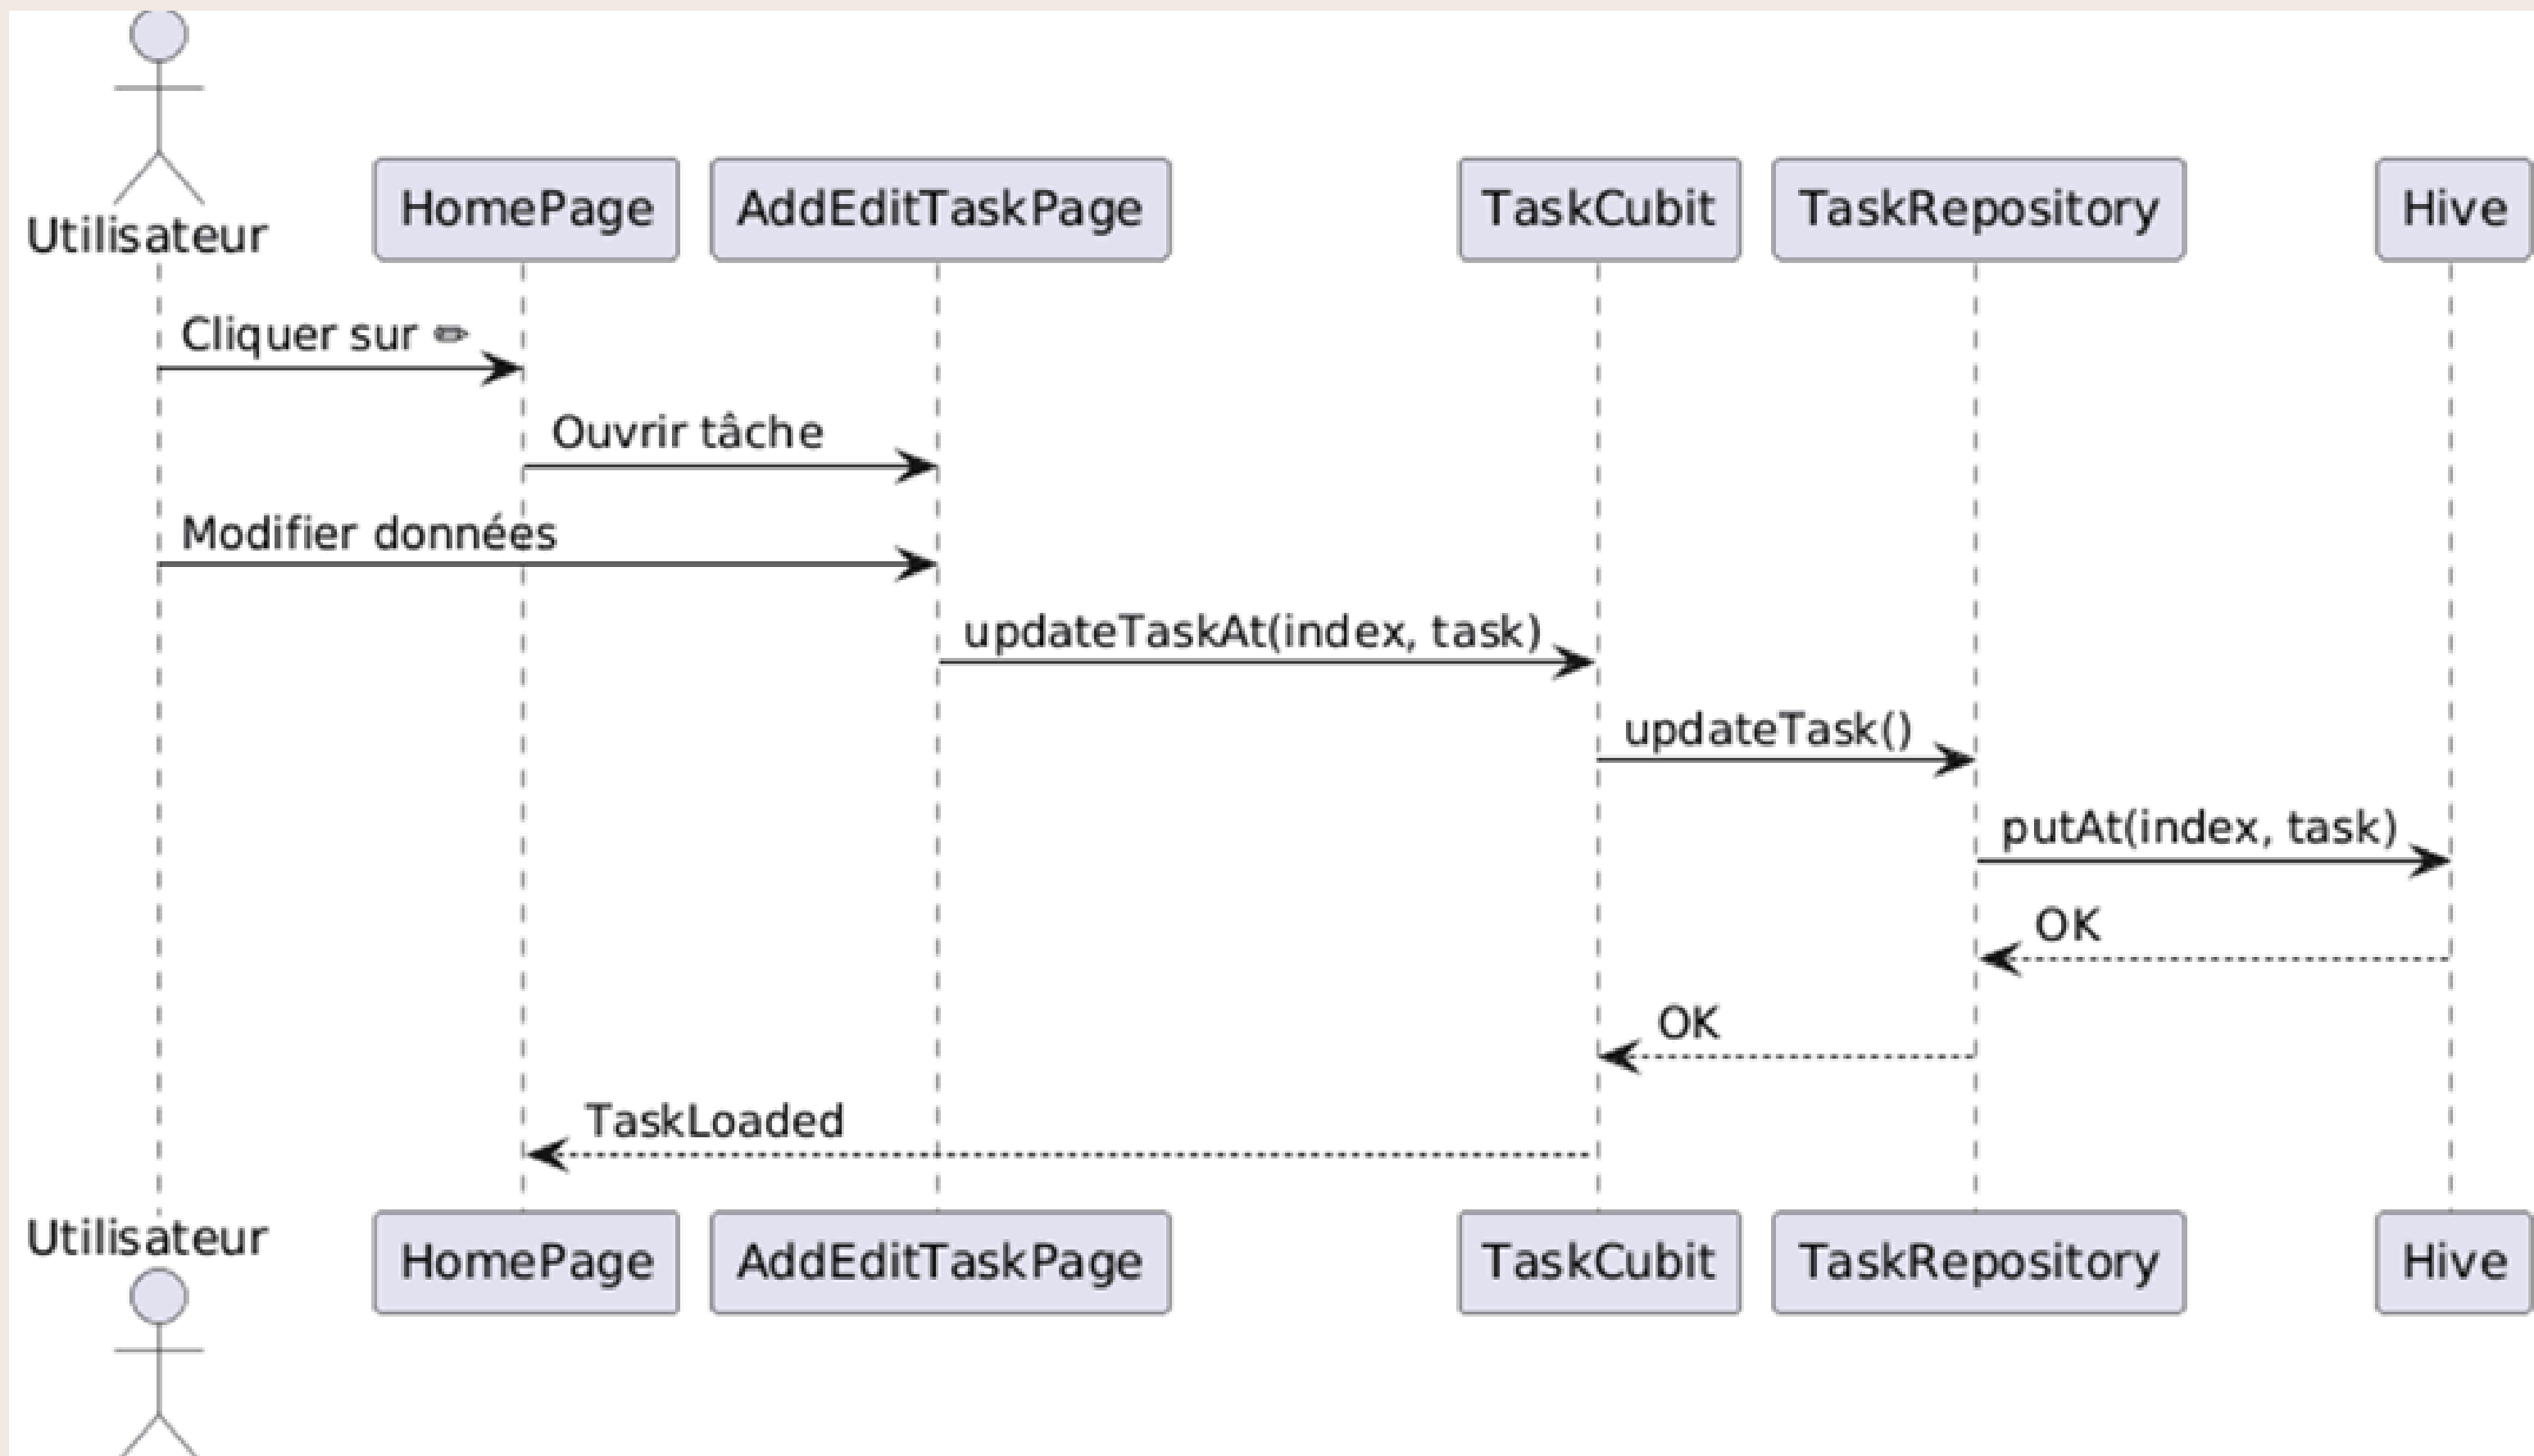 Utilisateur
HomePage
AddEditTaskPage
TaskCubit
TaskRepository
Hive
Cliquer sur ✏
Ouvrir tâche
Modifier données
updateTaskAt(index, task)
updateTask()
putAt(index, task)
OK
OK
TaskLoaded
Utilisateur
HomePage
AddEditTaskPage
TaskCubit
TaskRepository
Hive